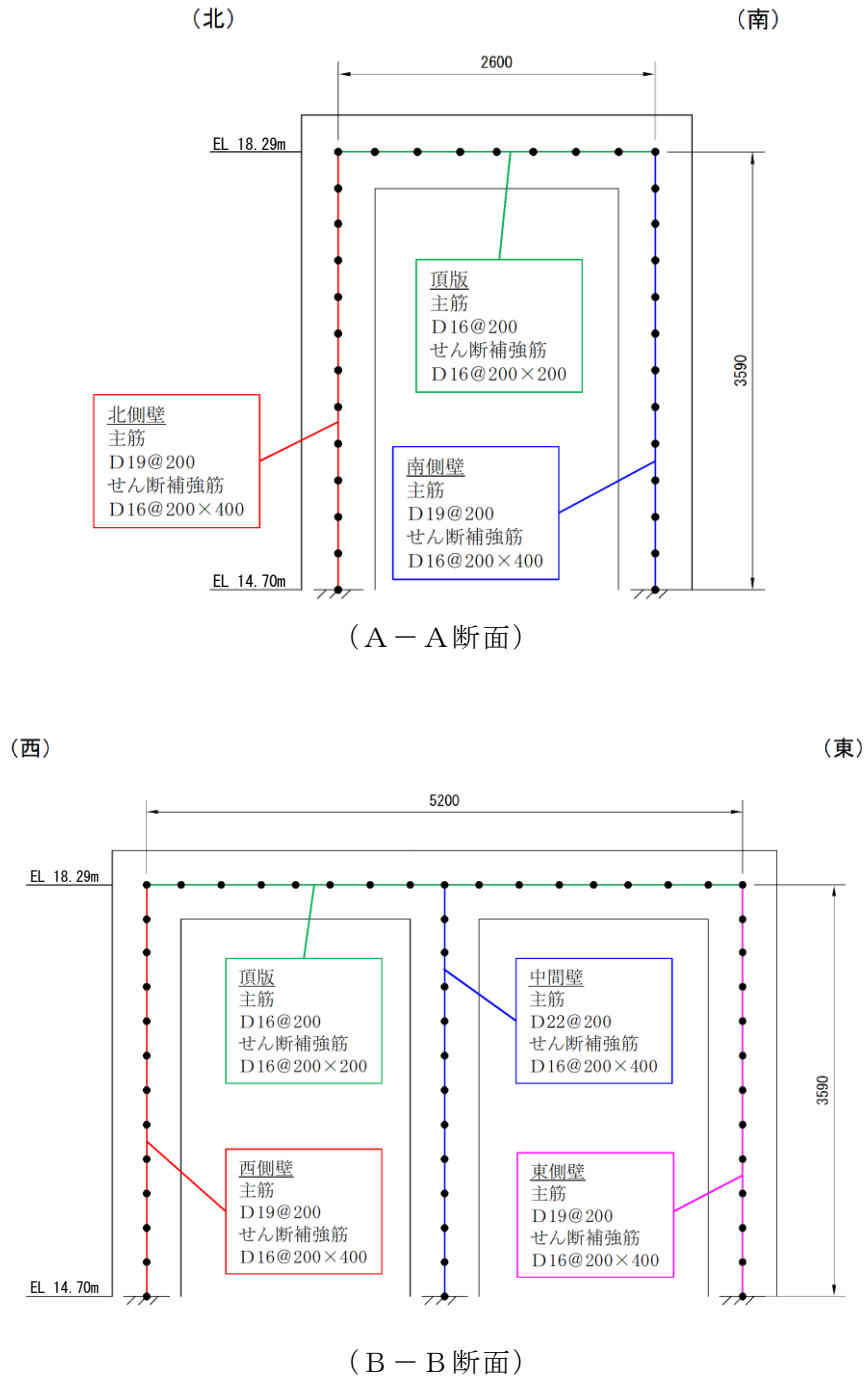 (北)
(南)
2600
EL 18.29m
頂版
主筋
D16@200
せん断補強筋
D16@200×200
3590
北側壁
主筋
D19@200
せん断補強筋
D16@200×400
南側壁
主筋
D19@200
せん断補強筋
D16@200×400
EL 14.70m
(A-A断面)
(西)
(東)
5200
EL 18.29m
頂版
主筋
D16@200
せん断補強筋
D16@200×200
中間壁
主筋
D22@200
せん断補強筋
D16@200×400
3590
西側壁
主筋
D19@200
せん断補強筋
D16@200×400
東側壁
主筋
D19@200
せん断補強筋
D16@200×400
EL 14.70m
(B-B断面)